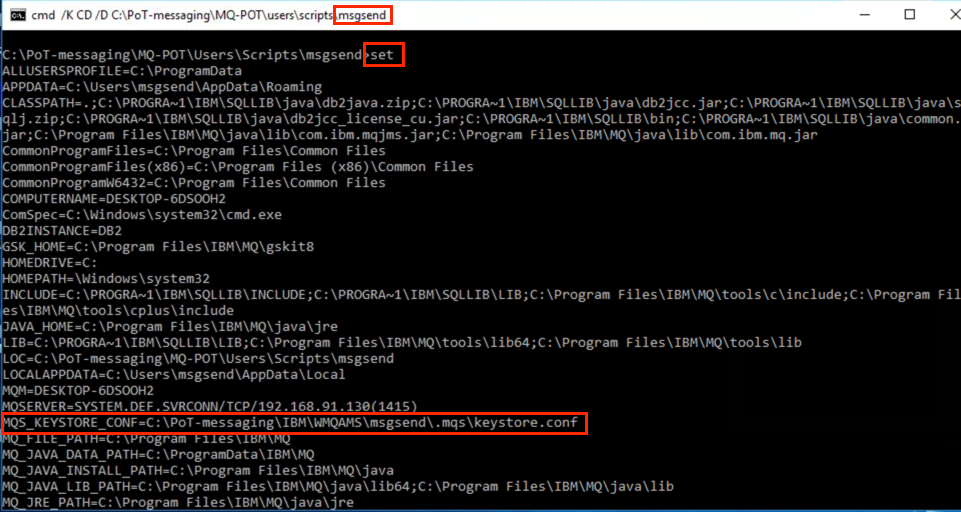 cmd /K CD /D C:\PoT-messaging\MQ-POT\users\scripts\msgsend
C:\PoT-messaging\MQ-POT\Users\Scripts\msgsend>set
ALLUSERSPROFILE=C:\ProgramData
APPDATA=C:\Users\msgsend\AppData\Roaming
CLASSPATH=.;C:\PROGRA~1\IBM\SQLLIB\java\db2java.zip;C:\PROGRA~1\IBM\SQLLIB\java\db2jcc.jar;C:\PROGRA~1\IBM\SQLLIB\java\s
qlj.zip;C:\PROGRA~1\IBM\SQLLIB\java\db2jcc_license_cu.jar;C:\PROGRA~1\IBM\SQLLIB\bin;C:\PROGRA~1\IBM\SQLLIB\java\common.
jar;C:\Program Files\IBM\MQ\java\lib\com.ibm.mqjms.jar;C:\Program Files\IBM\MQ\java\lib\com.ibm.mq.jar
CommonProgramFiles=C:\Program Files\Common Files
CommonProgramFiles(x86)=C:\Program Files (x86)\Common Files
CommonProgramW6432=C:\Program Files\Common Files
COMPUTERNAME=DESKTOP-6DSOOH2
ComSpec=C:\Windows\system32\cmd.exe
DB2INSTANCE=DB2
GSK_HOME=C:\Program Files\IBM\MQ\gskit8
HOMEDRIVE=C:
HOMEPATH=\Windows\system32
INCLUDE=C:\PROGRA~1\IBM\SQLLIB\INCLUDE;C:\PROGRA~1\IBM\SQLLIB\LIB;C:\Program Files\IBM\MQ\tools\c\include;C:\Program Fil
es\IBM\MQ\tools\cplus\include
JAVA_HOME=C:\Program Files\IBM\MQ\java\jre
LIB=C:\PROGRA~1\IBM\SQLLIB\LIB;C:\Program Files\IBM\MQ\tools\lib64;C:\Program Files\IBM\MQ\tools\lib
LOC=C:\PoT-messaging\MQ-POT\Users\Scripts\msgsend
LOCALAPPDATA=C:\Users\msgsend\AppData\Local
MQM=DESKTOP-6DSOOH2
MQSERVER=SYSTEM.DEF.SVRCONN/TCP/192.168.91.130(1415)
MQS_KEYSTORE_CONF=C:\PoT-messaging\IBM\WMQAMS\msgsend\.mqs\keystore.conf
MQ_FILE_PATH=C:\Program Files\IBM\MQ
MQ_JAVA_DATA_PATH=C:\ProgramData\IBM\MQ
MQ_JAVA_INSTALL_PATH=C:\Program Files\IBM\MQ\java
MQ_JAVA_LIB_PATH=C:\Program Files\IBM\MQ\java\lib64;C:\Program Files\IBM\MQ\java\lib
MQ_JRE_PATH=C:\Program Files\IBM\MQ\java\jre